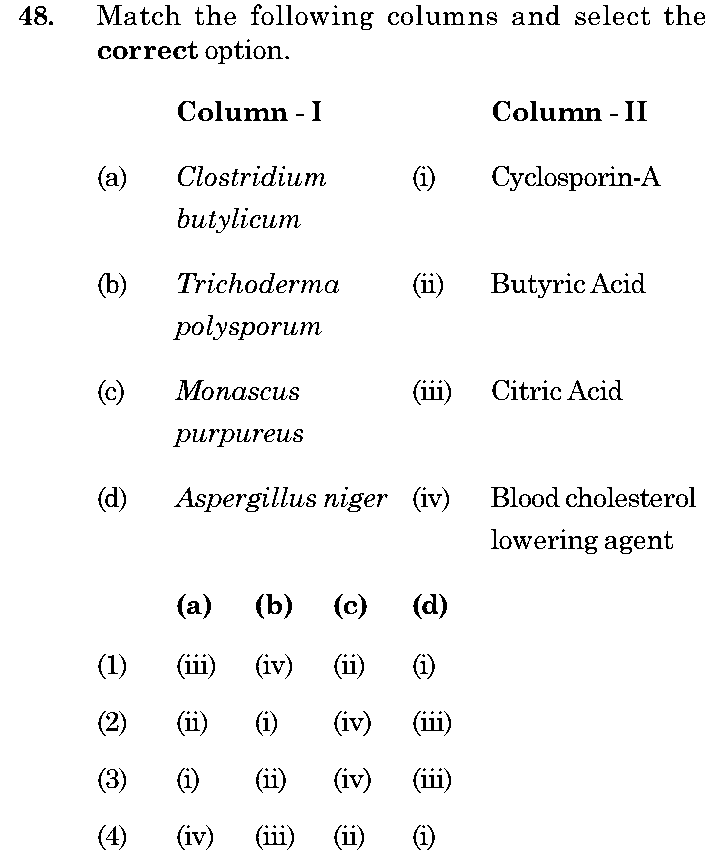 48. Match the following columns and select the
correct option.
Column - I Column - II
(a) Clostridium (i) Cyclosporin-A
butylicum
(b) Trichoderma (ii) Butyric Acid
polysporum
(c) Monascus (iii) Citric Acid
purpureus
(d) Aspergillus niger (iv) Blood cholesterol
lowering agent
(a) (b) (c) (d)
(1) (iii) (iv) (ii) (i)
(2) (ii) (i) (iv) (iii)
(3) (i) (ii) (iv) (iii)
(4) (iv) (iii) (ii) (i)